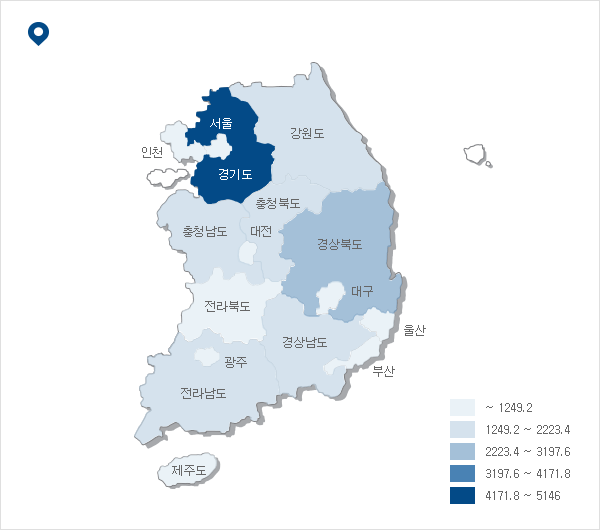 서울
강원도
인천
경기도
충청북도
충청남도
대전
경상북도
대구
전라북도
울산
경상남도
광주
부산
전라남도
제주도
~ 1249.2
1249.2 ~ 2223.4
2223.4 ~ 3197.6
3197.6 ~ 4171.8
4171.8 ~ 5146